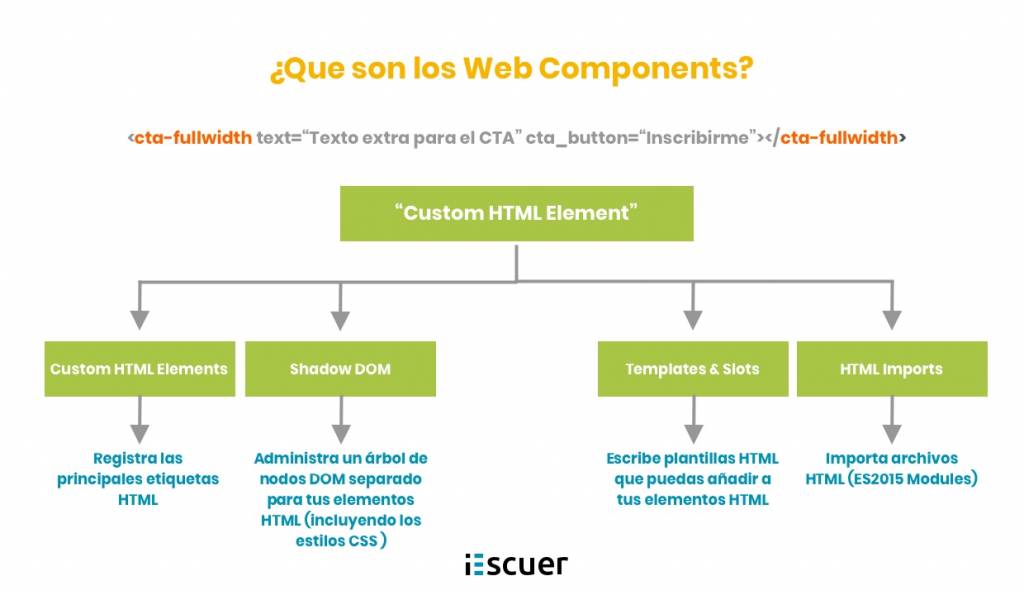 ¿Que son los Web Components?
<cta-fullwidth text=“Texto extra para el CTA” cta_button=“Inscribirme”></cta-fullwidth>
“Custom HTML Element”
Custom HTML Elements
Shadow DOM
Templates & Slots
HTML Imports
Registra las
principales etiquetas
HTML
Administra un árbol de
nodos DOM separado
para tus elementos
HTML (incluyendo los
estilos CSS )
Escribe plantillas HTML
que puedas añadir a
tus elementos HTML
Importa archivos
HTML (ES2015 Modules)
iEscuer